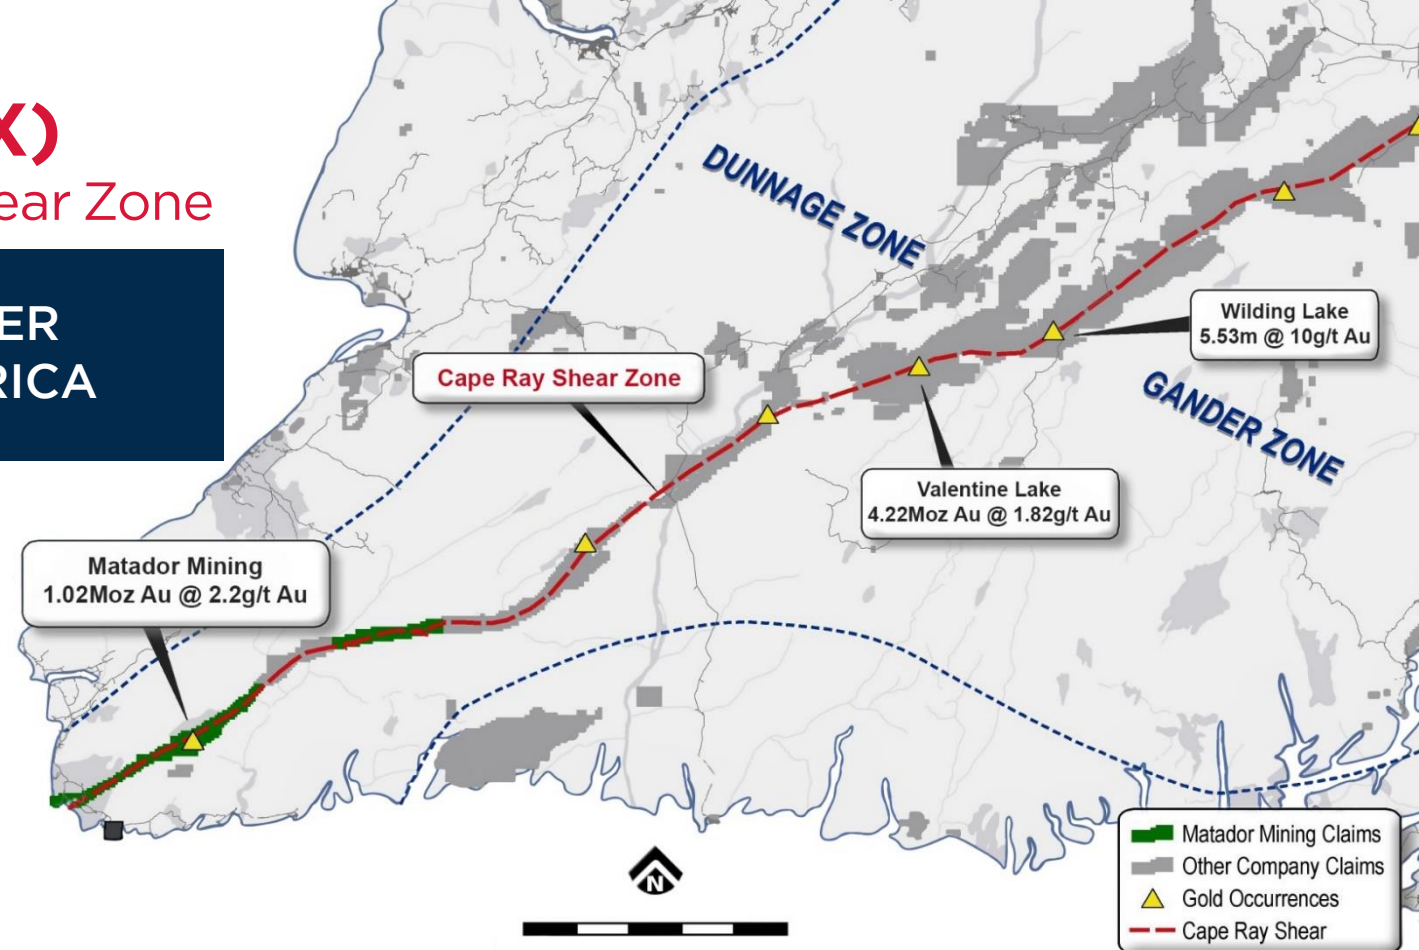 X)
ear Zone
ER
RICA
DUNNAGE ZONE
Wilding Lake
5.53m @ 10g/t Au
Cape Ray Shear Zone
GANDER ZONE
Valentine Lake
4.22Moz Au @ 1.82g/t Au
Matador Mining
1.02Moz Au @ 2.2g/t Au
N
Matador Mining Claims
Other Company Claims
Gold Occurrences
Cape Ray Shear